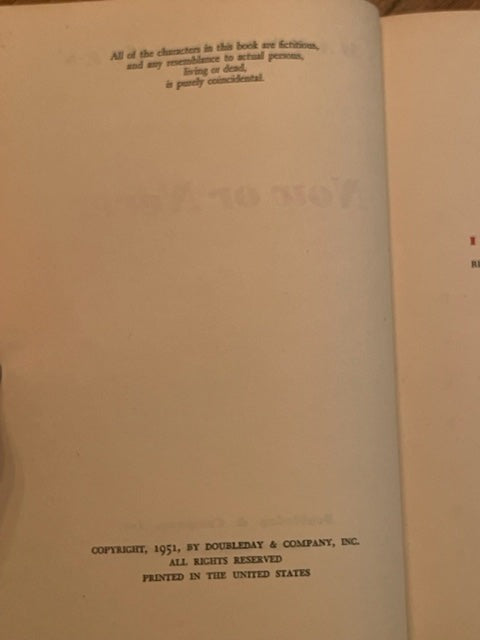 All of the characters in this book are fictitious,
and any resemblance to actual persons,
living or dead,
is purely coincidental.
COPYRIGHT, 1951, BY DOUBLEDAY & COMPANY, INC.
ALL RIGHTS RESERVED
PRINTED IN THE UNITED STATES